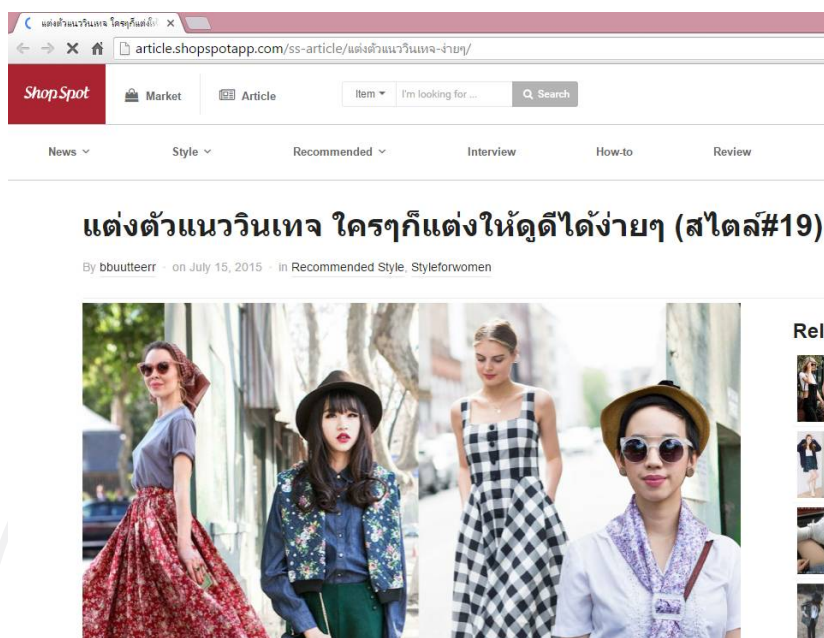 แต่งตัวแนววินเทจ ใครๆก็แต่งให้
article.shopspotapp.com/ss-article/แต่งตัวแนววินเทจ-ง่ายๆ/
ShopSpot Market Article Item I'm looking for ... Search
News Style Recommended Interview How-to Review
แต่งตัวแนววินเทจ ใครๆก็แต่งให้ดูดีได้ง่ายๆ (สไตล์#19)
By bbuutteerr · on July 15, 2015 · in Recommended Style, Styleforwomen
Rel